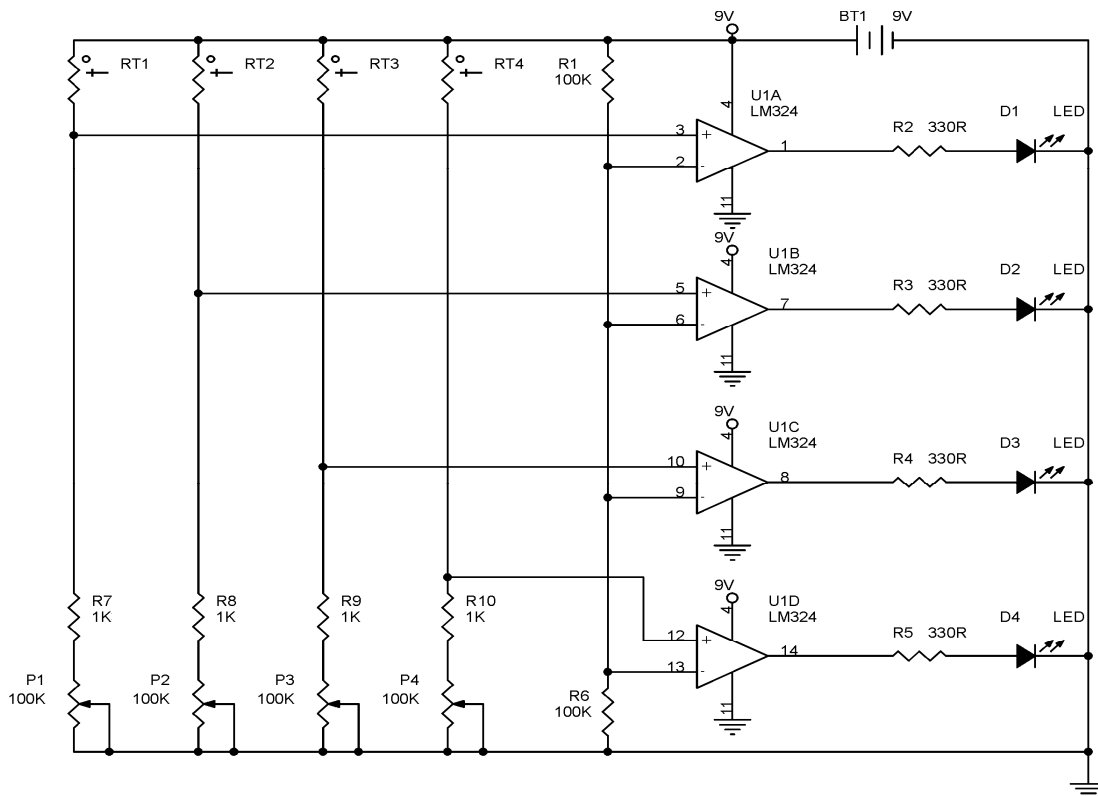 9V
BT1 9V
RT1
RT2
RT3
RT4
R1
100K
4
U1A
LM324
3
+
2
-
1
11
R2 330R
D1
LED
9V
4
U1B
LM324
5
+
6
-
7
11
R3 330R
D2
LED
9V
4
U1C
LM324
10
+
9
-
8
11
R4 330R
D3
LED
9V
4
U1D
LM324
12
+
13
-
14
11
R5 330R
D4
LED
R7
1K
R8
1K
R9
1K
R10
1K
P1
100K
P2
100K
P3
100K
P4
100K
R6
100K